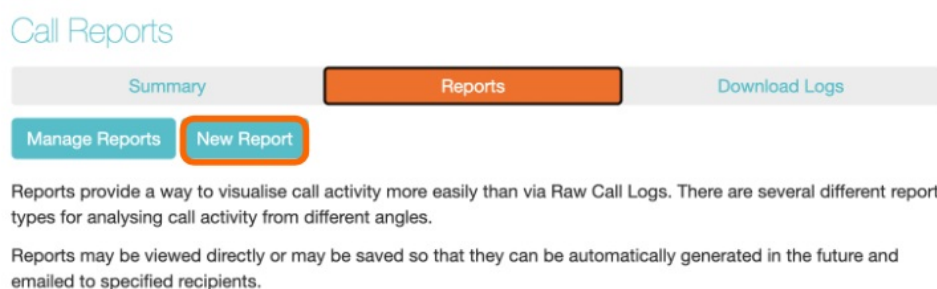 Call Reports
Summary Reports Download Logs
Manage Reports New Report
Reports provide a way to visualise call activity more easily than via Raw Call Logs. There are several different report
types for analysing call activity from different angles.
Reports may be viewed directly or may be saved so that they can be automatically generated in the future and
emailed to specified recipients.